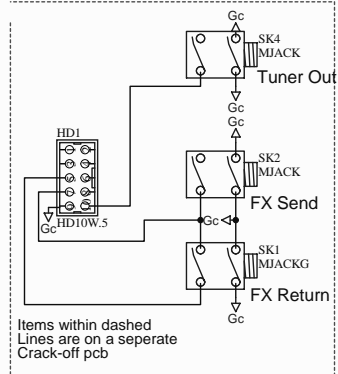 Gc
SK4
MJACK
Tuner Out
Gc
Gc
HD1
SK2
MJACK
FX Send
Gc
HD10W.5
Gc
SK1
MJACKG
FX Return
Gc
Items within dashed
Lines are on a seperate
Crack-off pcb